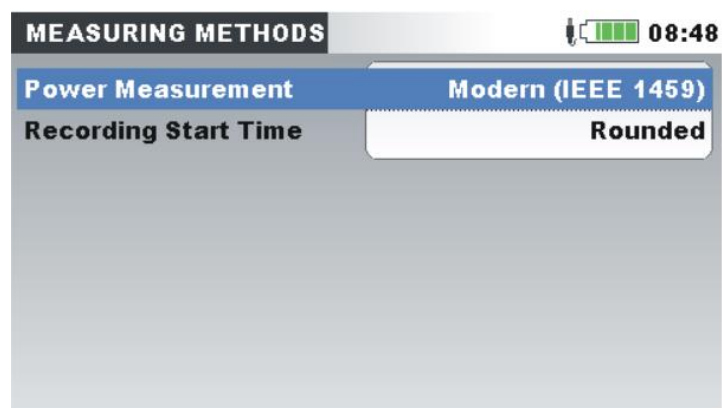 MEASURING METHODS 08:48
Power Measurement Modern (IEEE 1459)
Recording Start Time Rounded